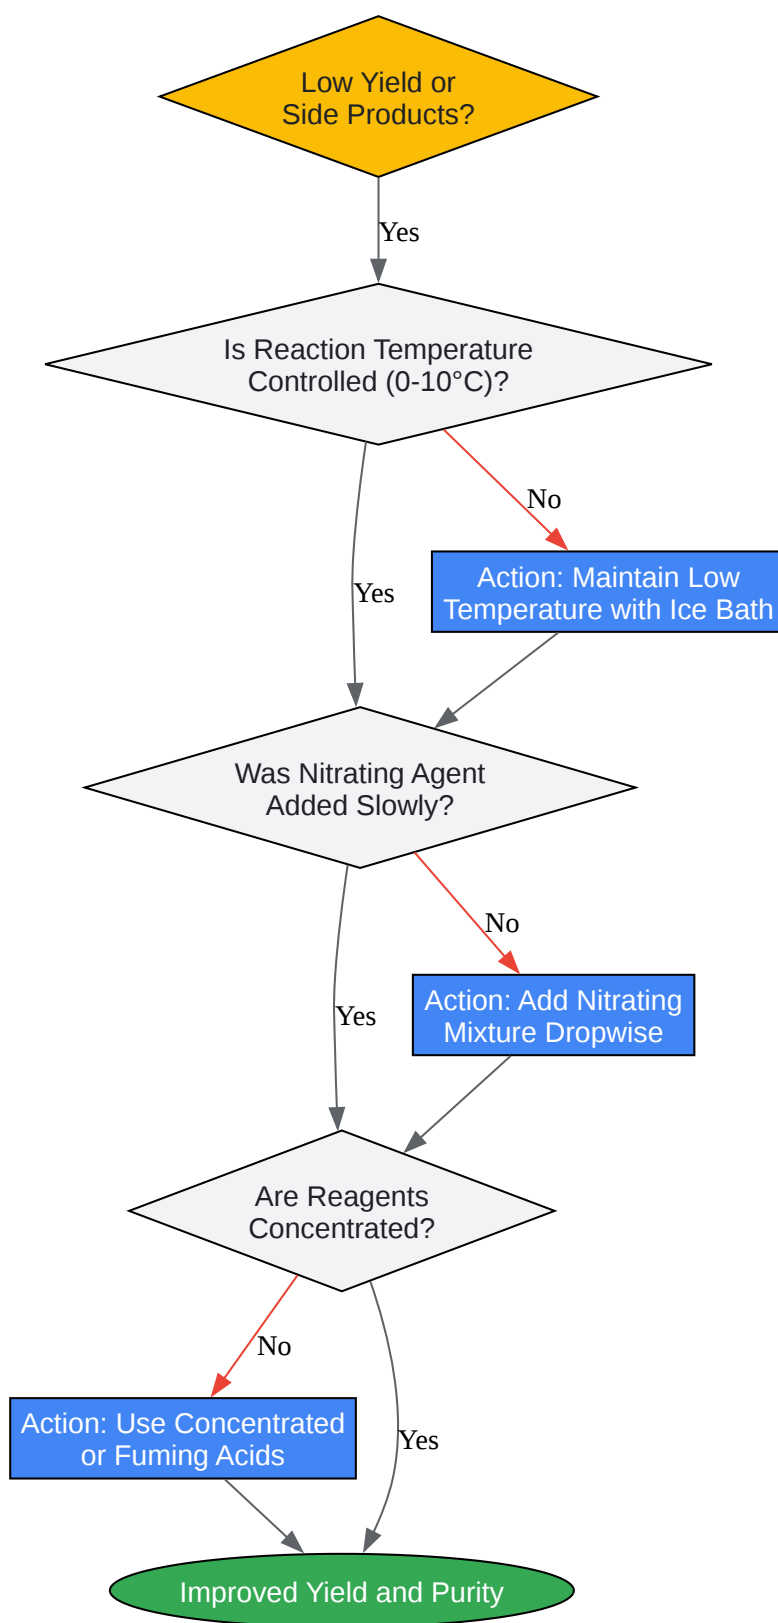 Low Yield or
Side Products?
Yes
Is Reaction Temperature
Controlled (0-10°C)?
No
Action: Maintain Low
Temperature with Ice Bath
Yes
Was Nitrating Agent
Added Slowly?
No
Action: Add Nitrating
Mixture Dropwise
Yes
Are Reagents
Concentrated?
No
Action: Use Concentrated
or Fuming Acids
Yes
Improved Yield and Purity